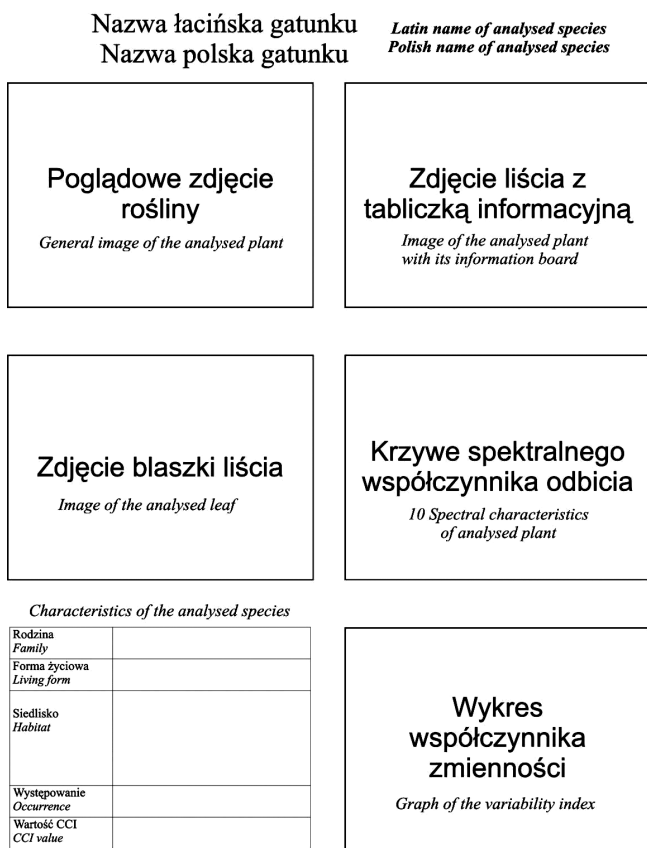 Nazwa łacińska gatunku
Nazwa polska gatunku
Latin name of analysed species
Polish name of analysed species
Poglądowe zdjęcie
rośliny
General image of the analysed plant
Zdjęcie liścia z
tabliczką informacyjną
Image of the analysed plant
with its information board
Zdjęcie blaszki liścia
Image of the analysed leaf
Krzywe spektralnego
współczynnika odbicia
10 Spectral characteristics
of analysed plant
Characteristics of the analysed species
Rodzina
Family
Forma życiowa
Living form
Siedlisko
Habitat
Występowanie
Occurrence
Wartość CCI
CCI value
Wykres
współczynnika
zmienności
Graph of the variability index